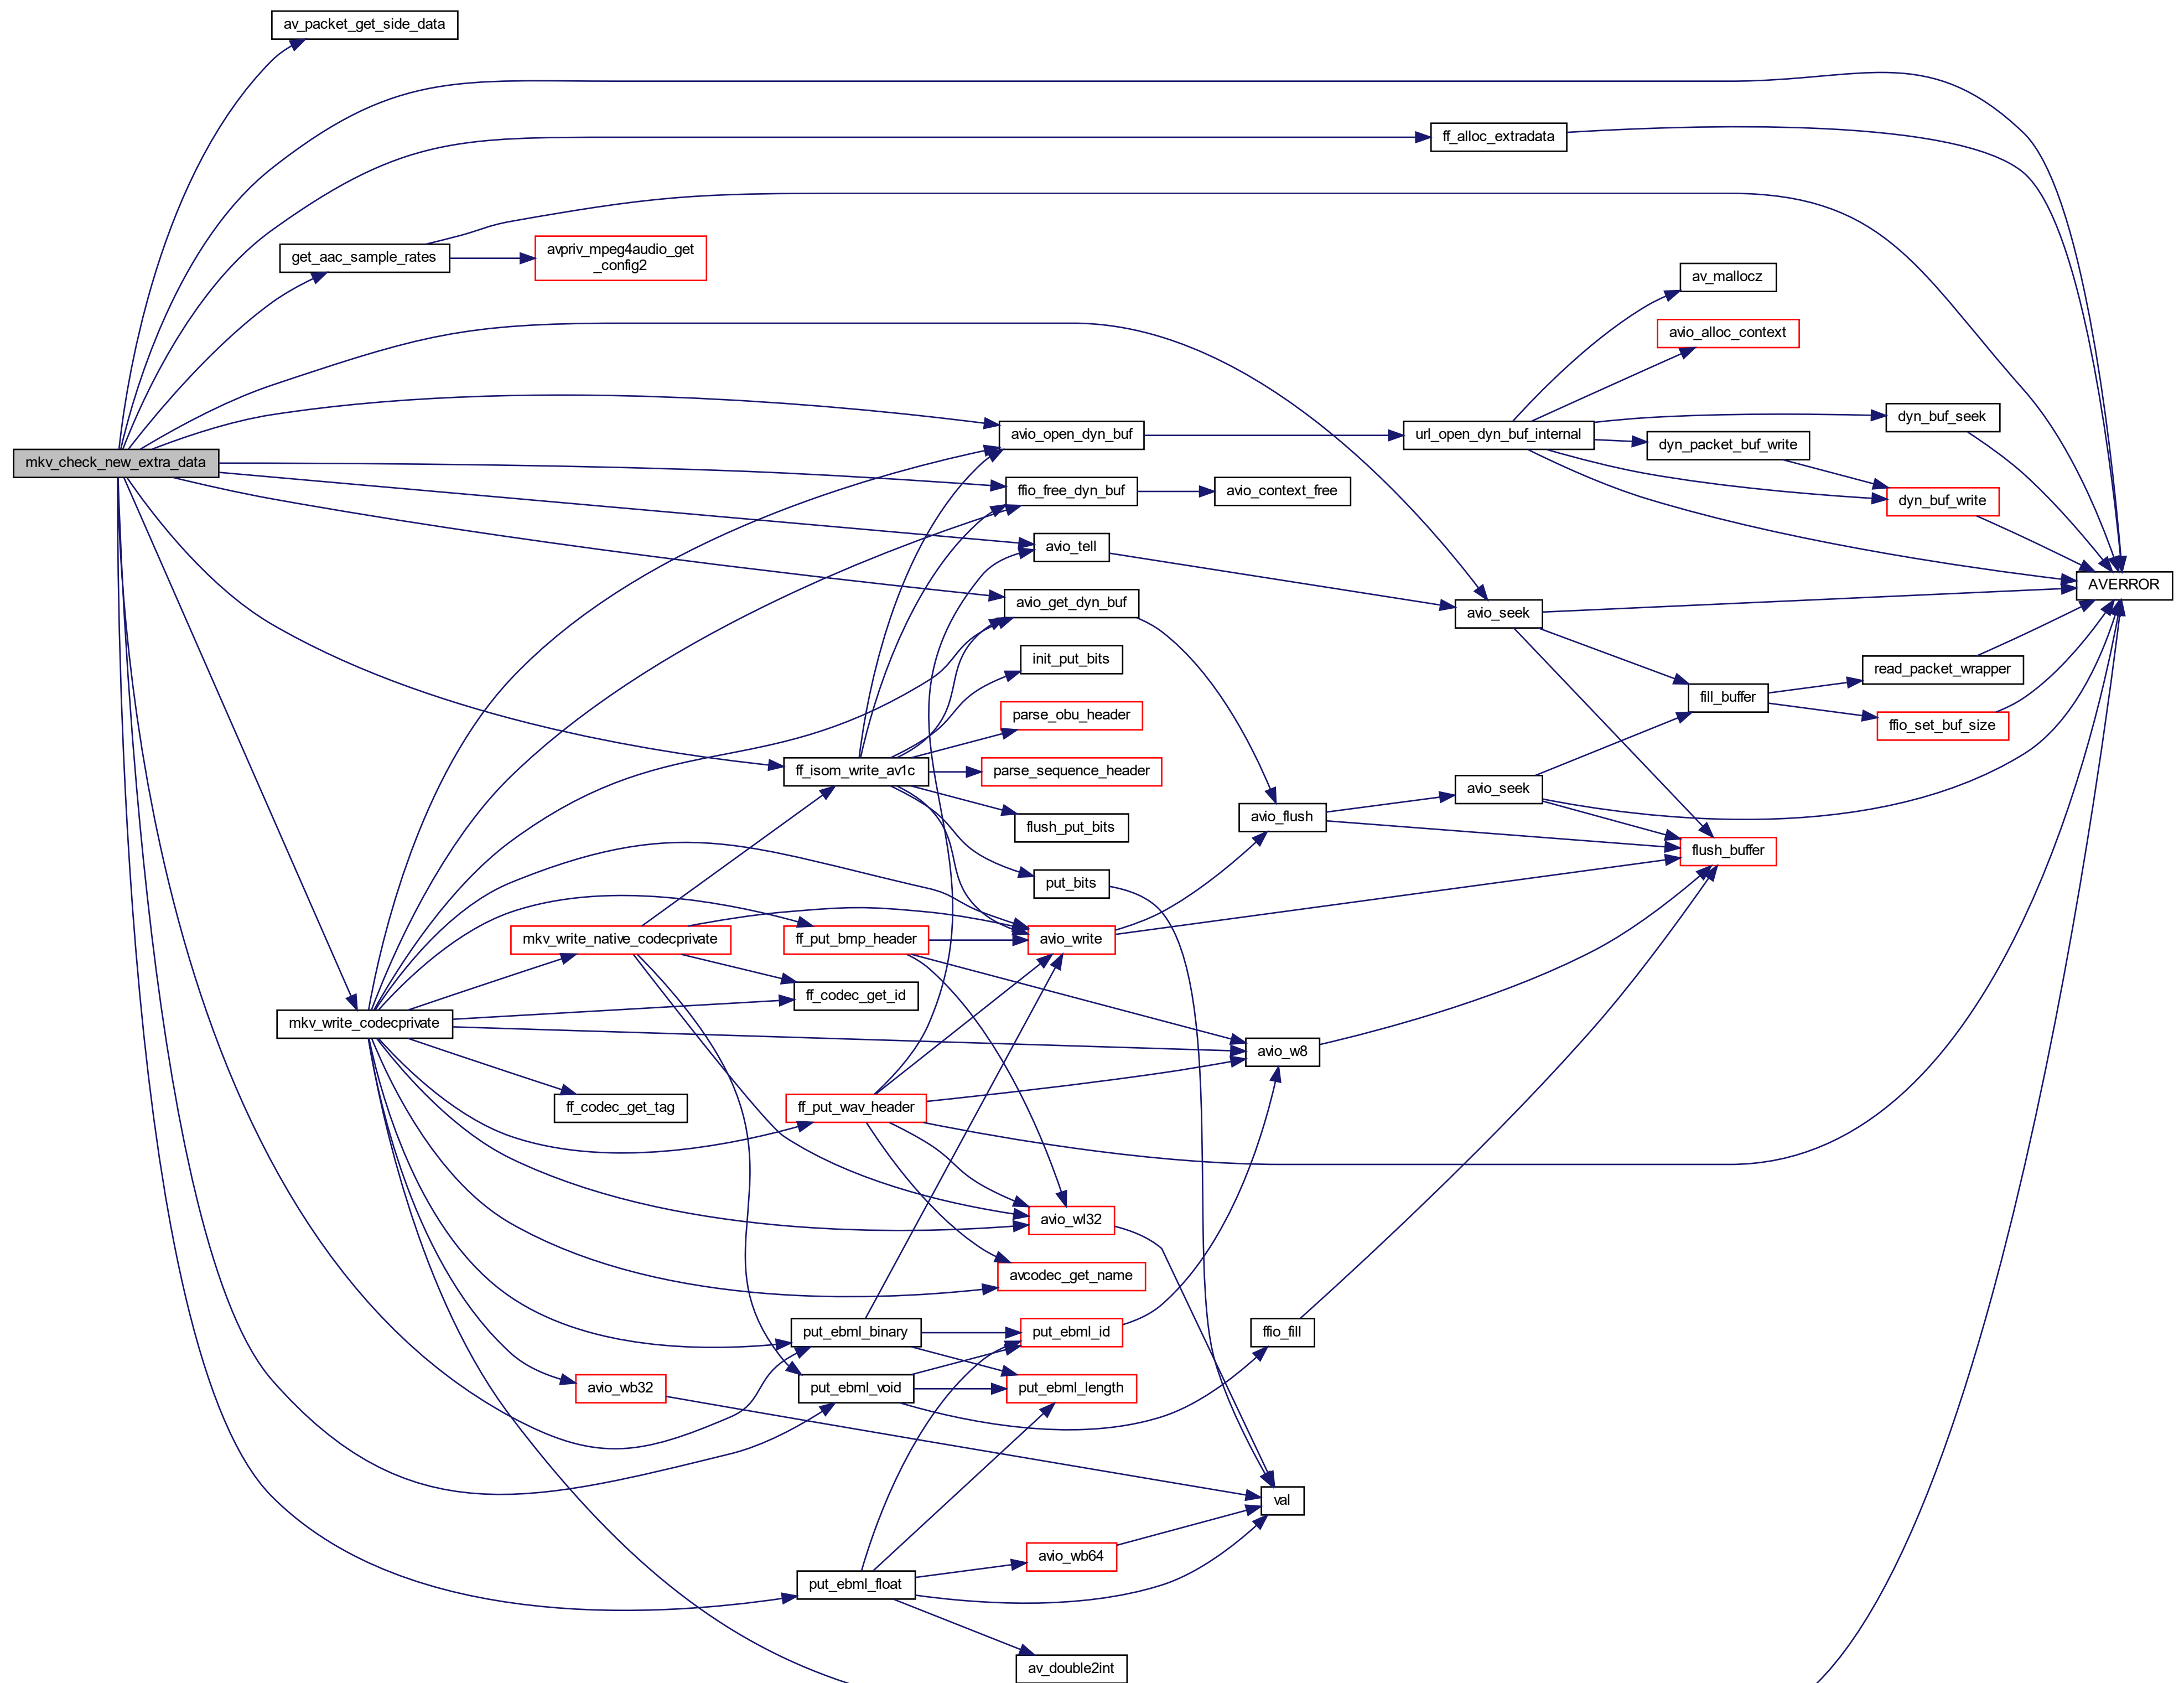 av_packet_get_side_data
ff_alloc_extradata
get_aac_sample_rates
avpriv_mpeg4audio_get
_config2
av_mallocz
avio_alloc_context
dyn_buf_seek
mkv_check_new_extra_data
avio_open_dyn_buf
url_open_dyn_buf_internal
dyn_packet_buf_write
ffio_free_dyn_buf
avio_context_free
dyn_buf_write
avio_tell
AVERROR
avio_get_dyn_buf
avio_seek
init_put_bits
read_packet_wrapper
fill_buffer
parse_obu_header
ffio_set_buf_size
ff_isom_write_av1c
parse_sequence_header
avio_seek
flush_put_bits
avio_flush
flush_buffer
put_bits
mkv_write_native_codecprivate
ff_put_bmp_header
avio_write
ff_codec_get_id
mkv_write_codecprivate
avio_w8
ff_codec_get_tag
ff_put_wav_header
avio_wl32
avcodec_get_name
put_ebml_binary
put_ebml_id
ffio_fill
avio_wb32
put_ebml_void
put_ebml_length
val
avio_wb64
put_ebml_float
av_double2int